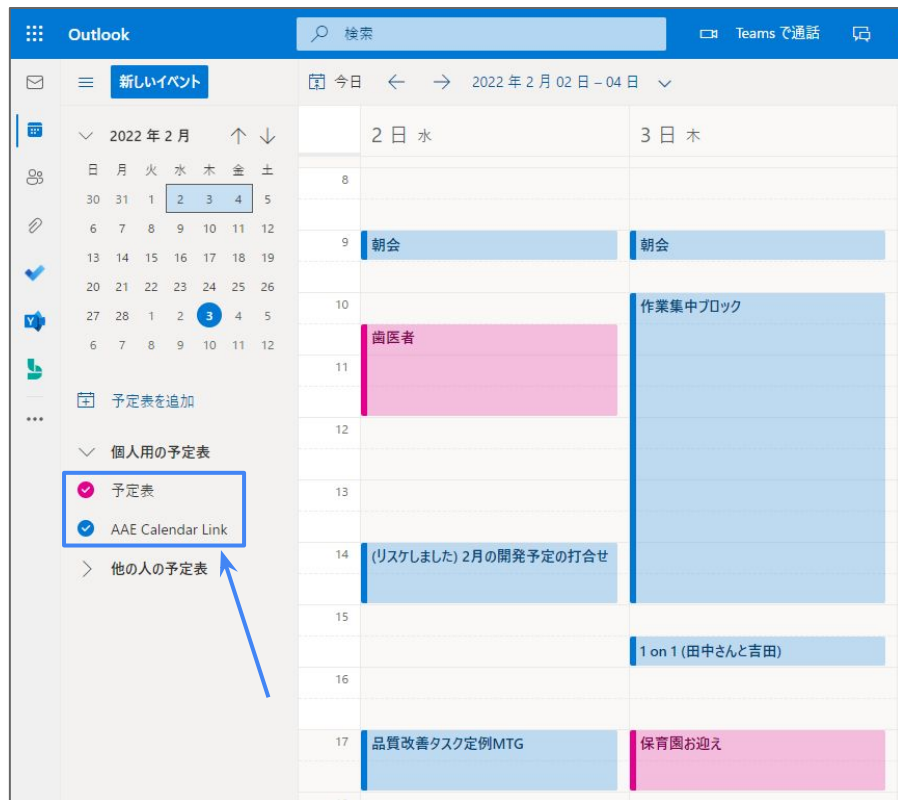 Outlook
検索
Teams で通話
新しいイベント
今日
2022 年 2 月 02 日 – 04 日
2022 年 2 月
日 月 火 水 木 金 土
30 31 1 2 3 4 5
6 7 8 9 10 11 12
13 14 15 16 17 18 19
20 21 22 23 24 25 26
27 28 1 2 3 4 5
6 7 8 9 10 11 12
予定表を追加
個人用の予定表
予定表
AAE Calendar Link
他の人の予定表
2 日 水
3 日 木
8
9
朝会
朝会
10
作業集中ブロック
歯医者
11
12
13
14
(リスケしました) 2月の開発予定の打合せ
15
1 on 1 (田中さんと吉田)
16
17
品質改善タスク定例MTG
保育園お迎え